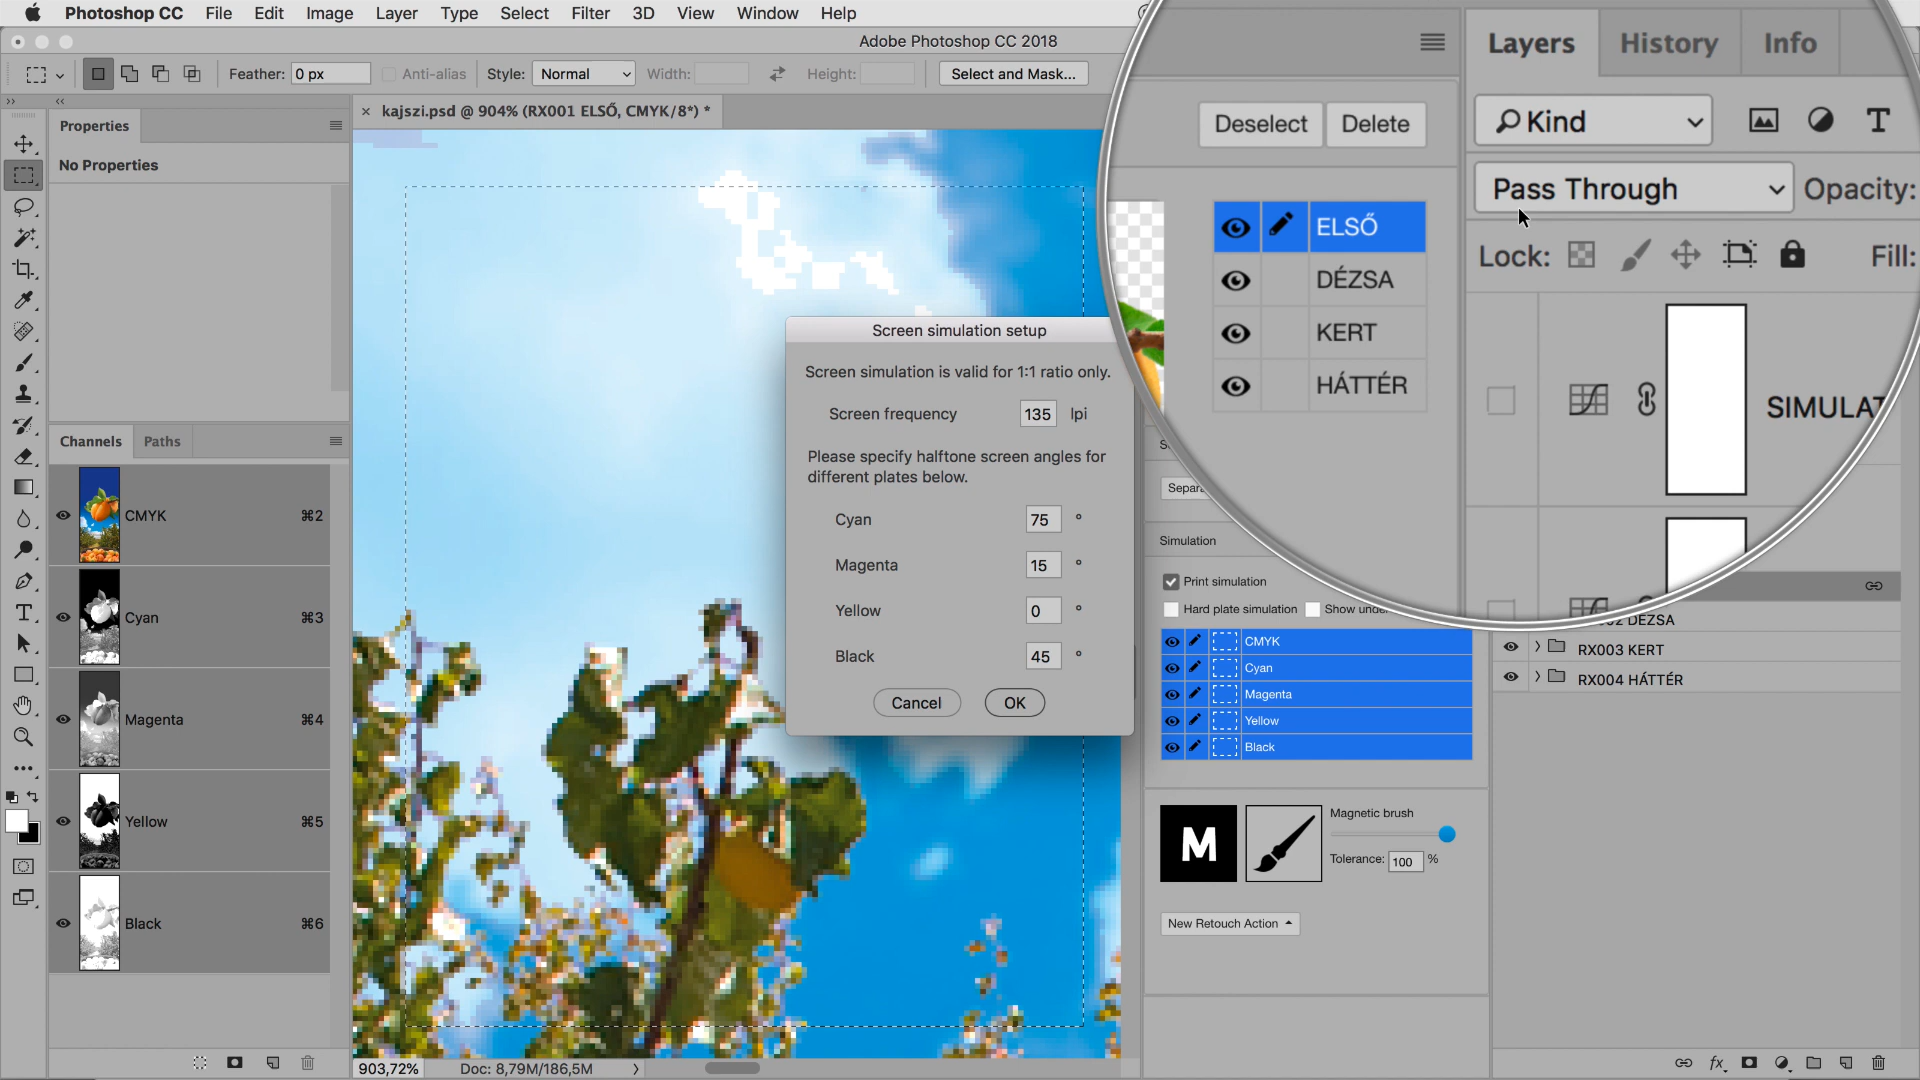 Photoshop CC File Edit Image Layer Type Select Filter 3D View Window Help
Adobe Photoshop CC 2018
Feather: 0 px Anti-alias Style: Normal Width: Height: Select and Mask...
× kajszi.psd @ 904% (RX001 ELSŐ, CMYK/8*) *
Properties
No Properties
Channels Paths
CMYK ⌘2
Cyan ⌘3
Magenta ⌘4
Yellow ⌘5
Black ⌘6
903,72% Doc: 8,79M/186,5M
Screen simulation setup
Screen simulation is valid for 1:1 ratio only.
Screen frequency 135 lpi
Please specify halftone screen angles for
different plates below.
Cyan 75 °
Magenta 15 °
Yellow 0 °
Black 45 °
Cancel OK
Deselect Delete
ELSŐ
DÉZSA
KERT
HÁTTÉR
Layers History Info
Kind T
Pass Through Opacity:
Lock: Fill:
Simulation
Print simulation
Hard plate simulation Show
CMYK
Cyan
Magenta
Yellow
Black
M
Magnetic brush
Tolerance: 100 %
New Retouch Action
DÉZSA
RX003 KERT
RX004 HÁTTÉR
fx